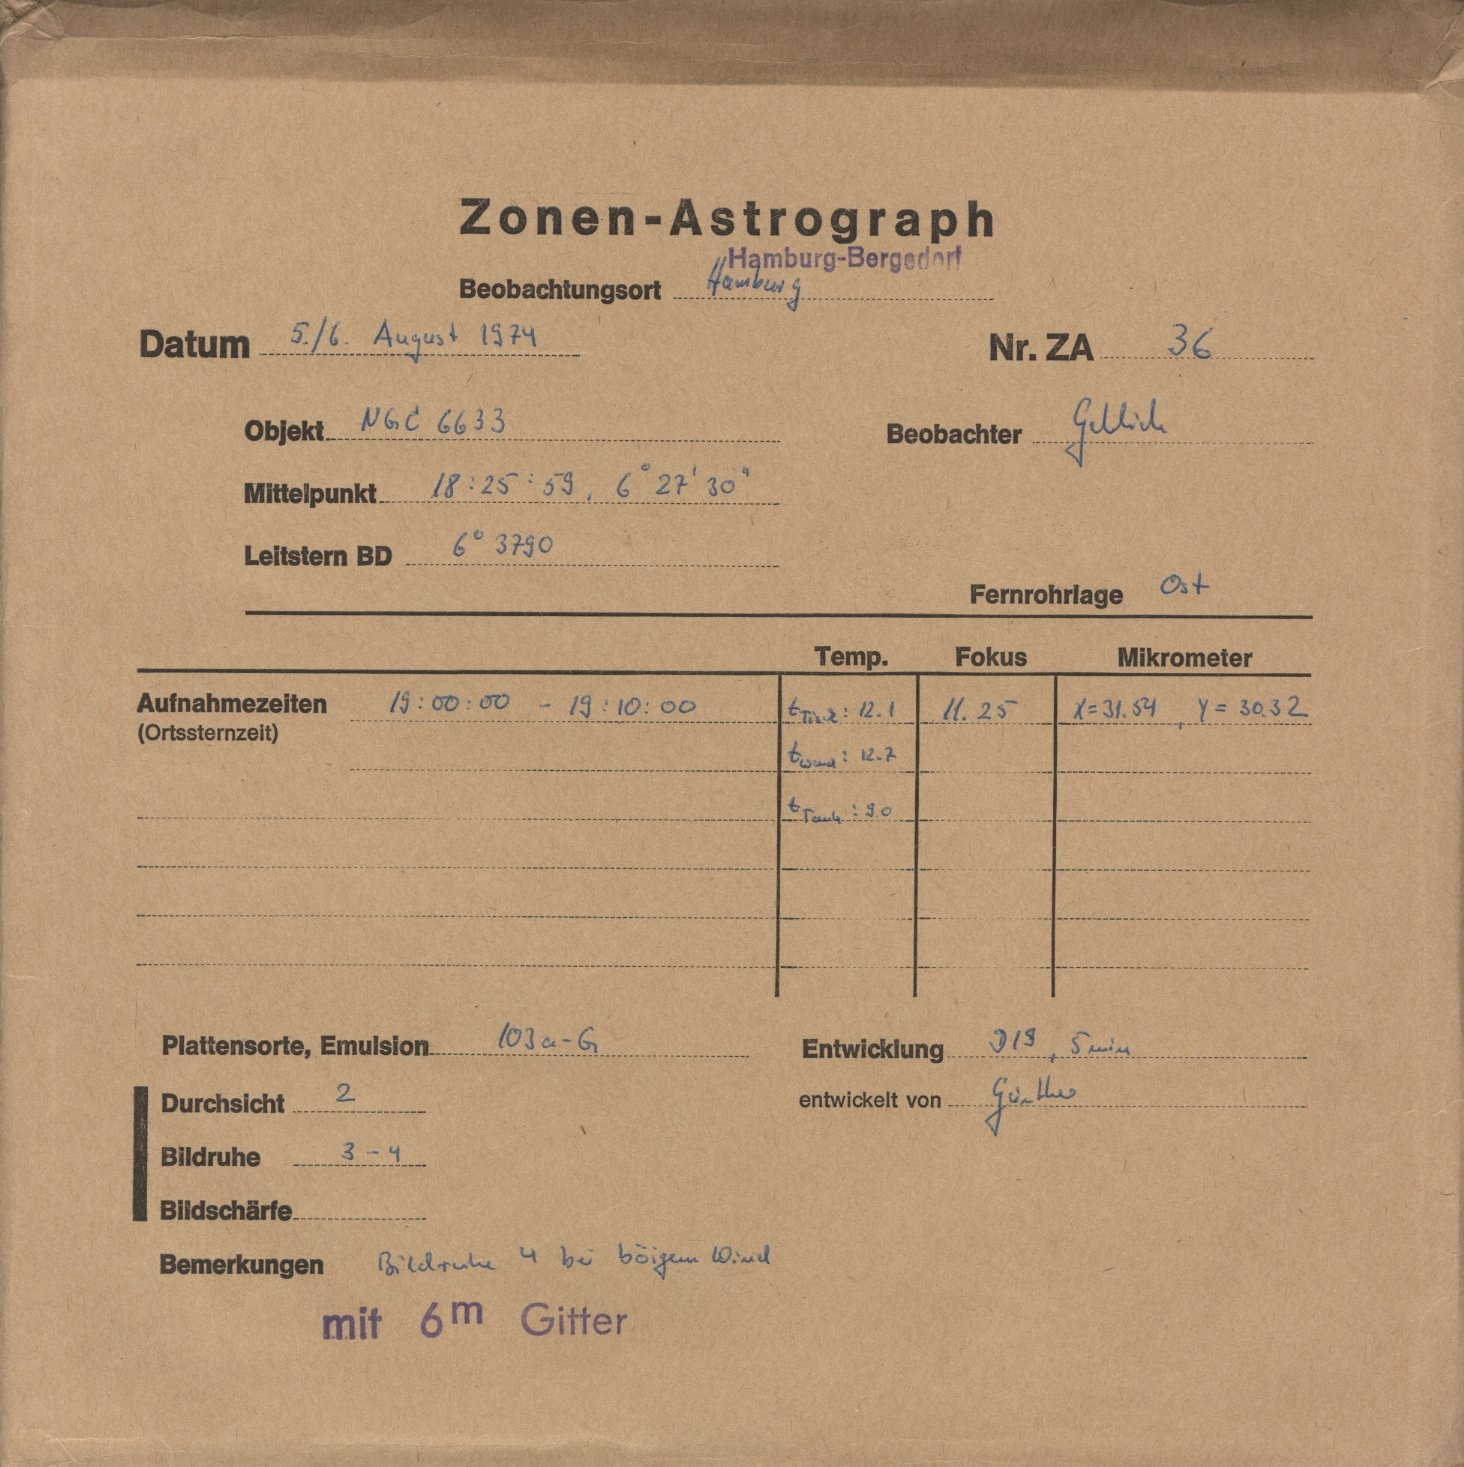 Zonen-Astrograph
Hamburg-Bergedorf
Beobachtungsort Hamburg
Datum 5./6. August 1974 Nr. ZA 36
Objekt NGC 6633 Beobachter
Mittelpunkt 18:25:59, 6° 27' 30"
Leitstern BD 6° 3790
Fernrohrlage Ost
Temp. Fokus Mikrometer
Aufnahmezeiten 19:00:00 - 19:10:00 : 12.1 11.25 X=31.54, Y=30.32
(Ortssternzeit)
: 12.7
: 9.0
Plattensorte, Emulsion 103a-G Entwicklung D19, 5 min
Durchsicht 2 entwickelt von
Bildruhe 3-4
Bildschärfe
Bemerkungen Bildruhe 4 bei böigem Wind
mit 6m Gitter